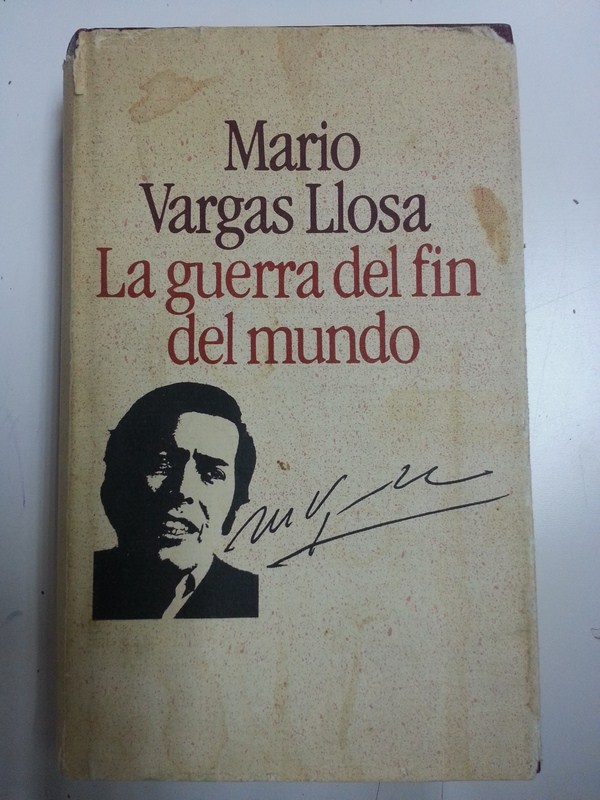 Mario
Vargas Llosa
La guerra del fin
del mundo